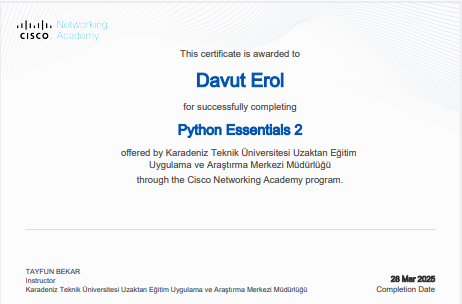 Networking
CISCO Academy
This certificate is awarded to
Davut Erol
for successfully completing
Python Essentials 2
offered by Karadeniz Teknik Üniversitesi Uzaktan Eğitim
Uygulama ve Araştırma Merkezi Müdürlüğü
through the Cisco Networking Academy program.
TAYFUN BEKAR
Instructor
Karadeniz Teknik Üniversitesi Uzaktan Eğitim Uygulama ve Araştırma Merkezi Müdürlüğü
26 Mar 2025
Completion Date